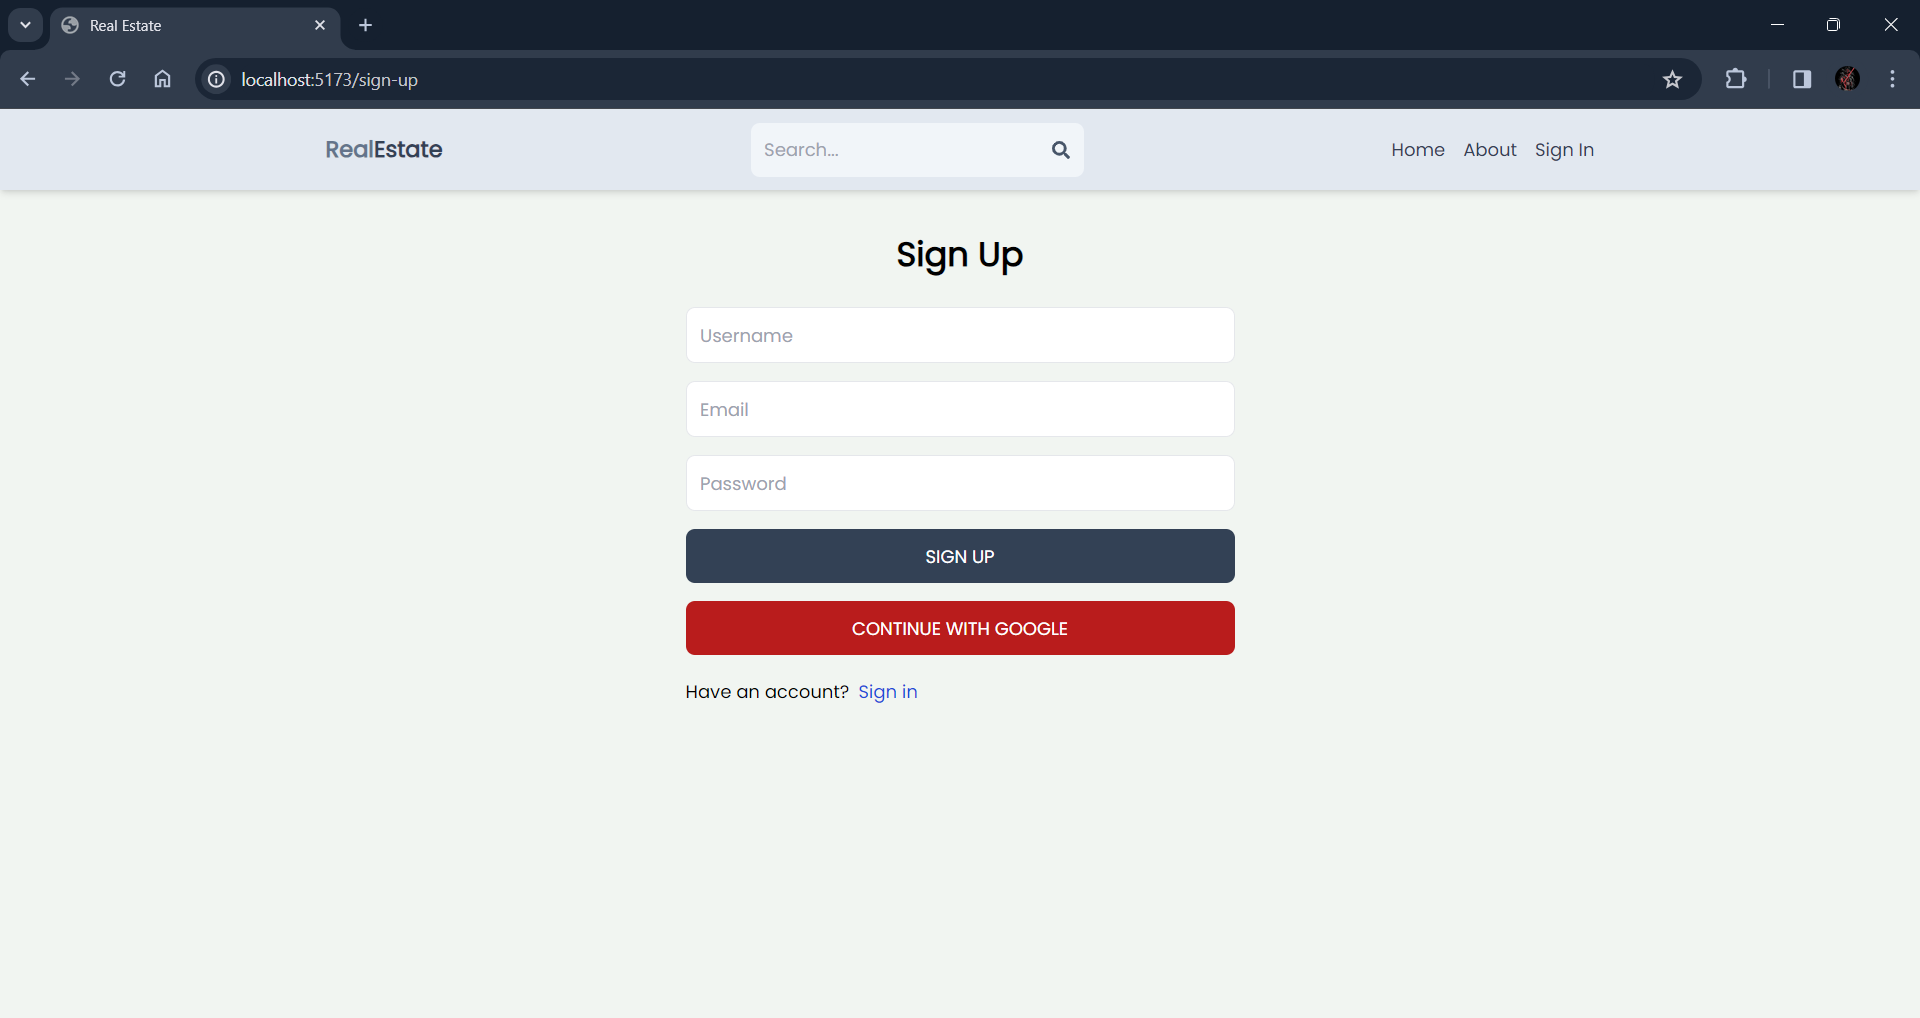 Real Estate
localhost:5173/sign-up
RealEstate
Search...
Home About Sign In
Sign Up
Username
Email
Password
SIGN UP
CONTINUE WITH GOOGLE
Have an account? Sign in